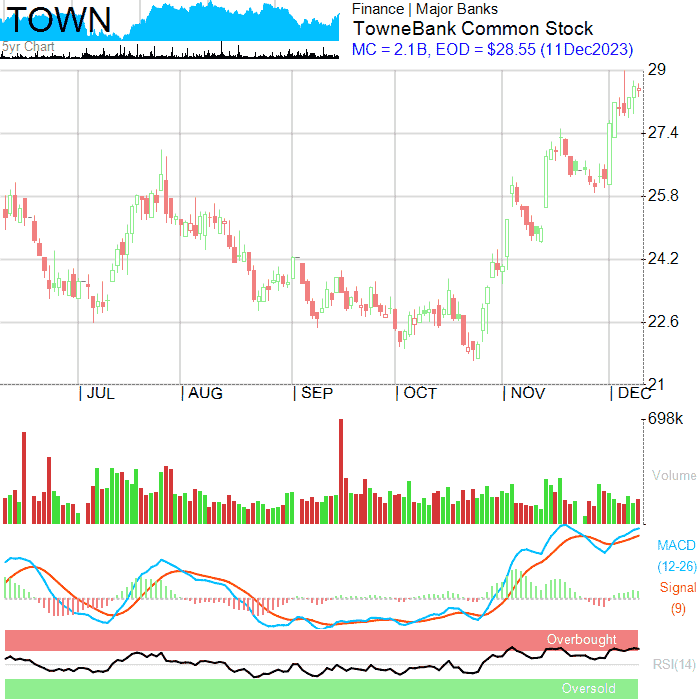 TOWN
5yr Chart
Finance | Major Banks
TowneBank Common Stock
MC = 2.1B, EOD = $28.55 (11Dec2023)
29
27.4
25.8
24.2
22.6
21
| JUL | AUG | SEP | OCT | NOV | DEC
698k
Volume
MACD
(12-26)
Signal
(9)
Overbought
RSI(14)
Oversold